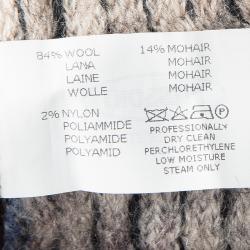 84% WOOL 14% MOHAIR
LANA MOHAIR
LAINE MOHAIR
WOLLE MOHAIR
2% NYLON
POLIAMMIDE
POLYAMIDE
POLYAMID
PROFESSIONALLY
DRY CLEAN
PERCHLORETHYLENE
LOW MOISTURE
STEAM ONLY